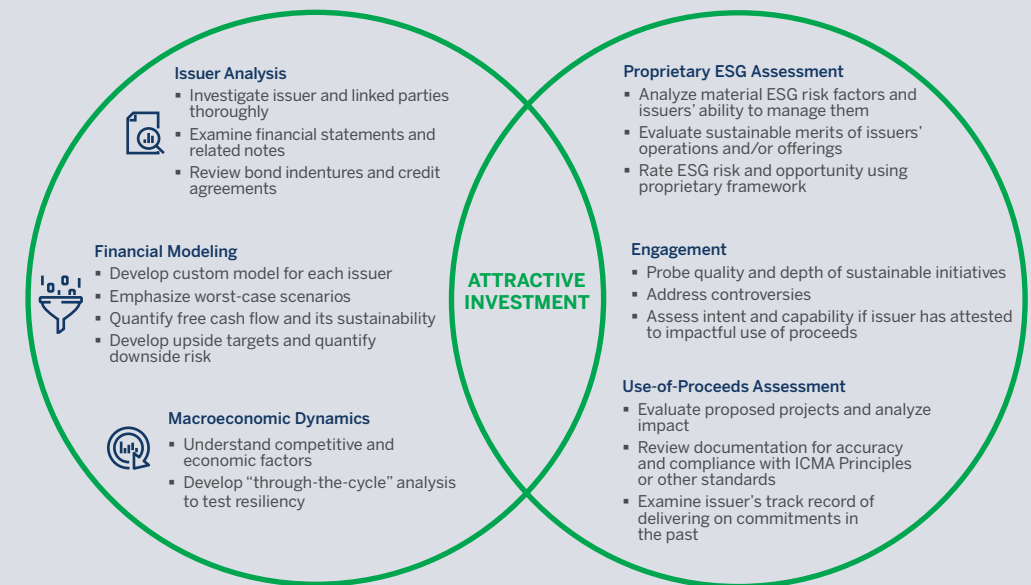 Issuer Analysis
▪ Investigate issuer and linked parties
thoroughly
▪ Examine financial statements and
related notes
▪ Review bond indentures and credit
agreements
Financial Modeling
▪ Develop custom model for each issuer
▪ Emphasize worst-case scenarios
▪ Quantify free cash flow and its sustainability
▪ Develop upside targets and quantify
downside risk
Macroeconomic Dynamics
▪ Understand competitive and
economic factors
▪ Develop “through-the-cycle” analysis
to test resiliency
ATTRACTIVE
INVESTMENT
Proprietary ESG Assessment
▪ Analyze material ESG risk factors and
issuers’ ability to manage them
▪ Evaluate sustainable merits of issuers’
operations and/or offerings
▪ Rate ESG risk and opportunity using
proprietary framework
Engagement
▪ Probe quality and depth of sustainable initiatives
▪ Address controversies
▪ Assess intent and capability if issuer has attested
to impactful use of proceeds
Use-of-Proceeds Assessment
▪ Evaluate proposed projects and analyze
impact
▪ Review documentation for accuracy
and compliance with ICMA Principles
or other standards
▪ Examine issuer’s track record of
delivering on commitments in
the past